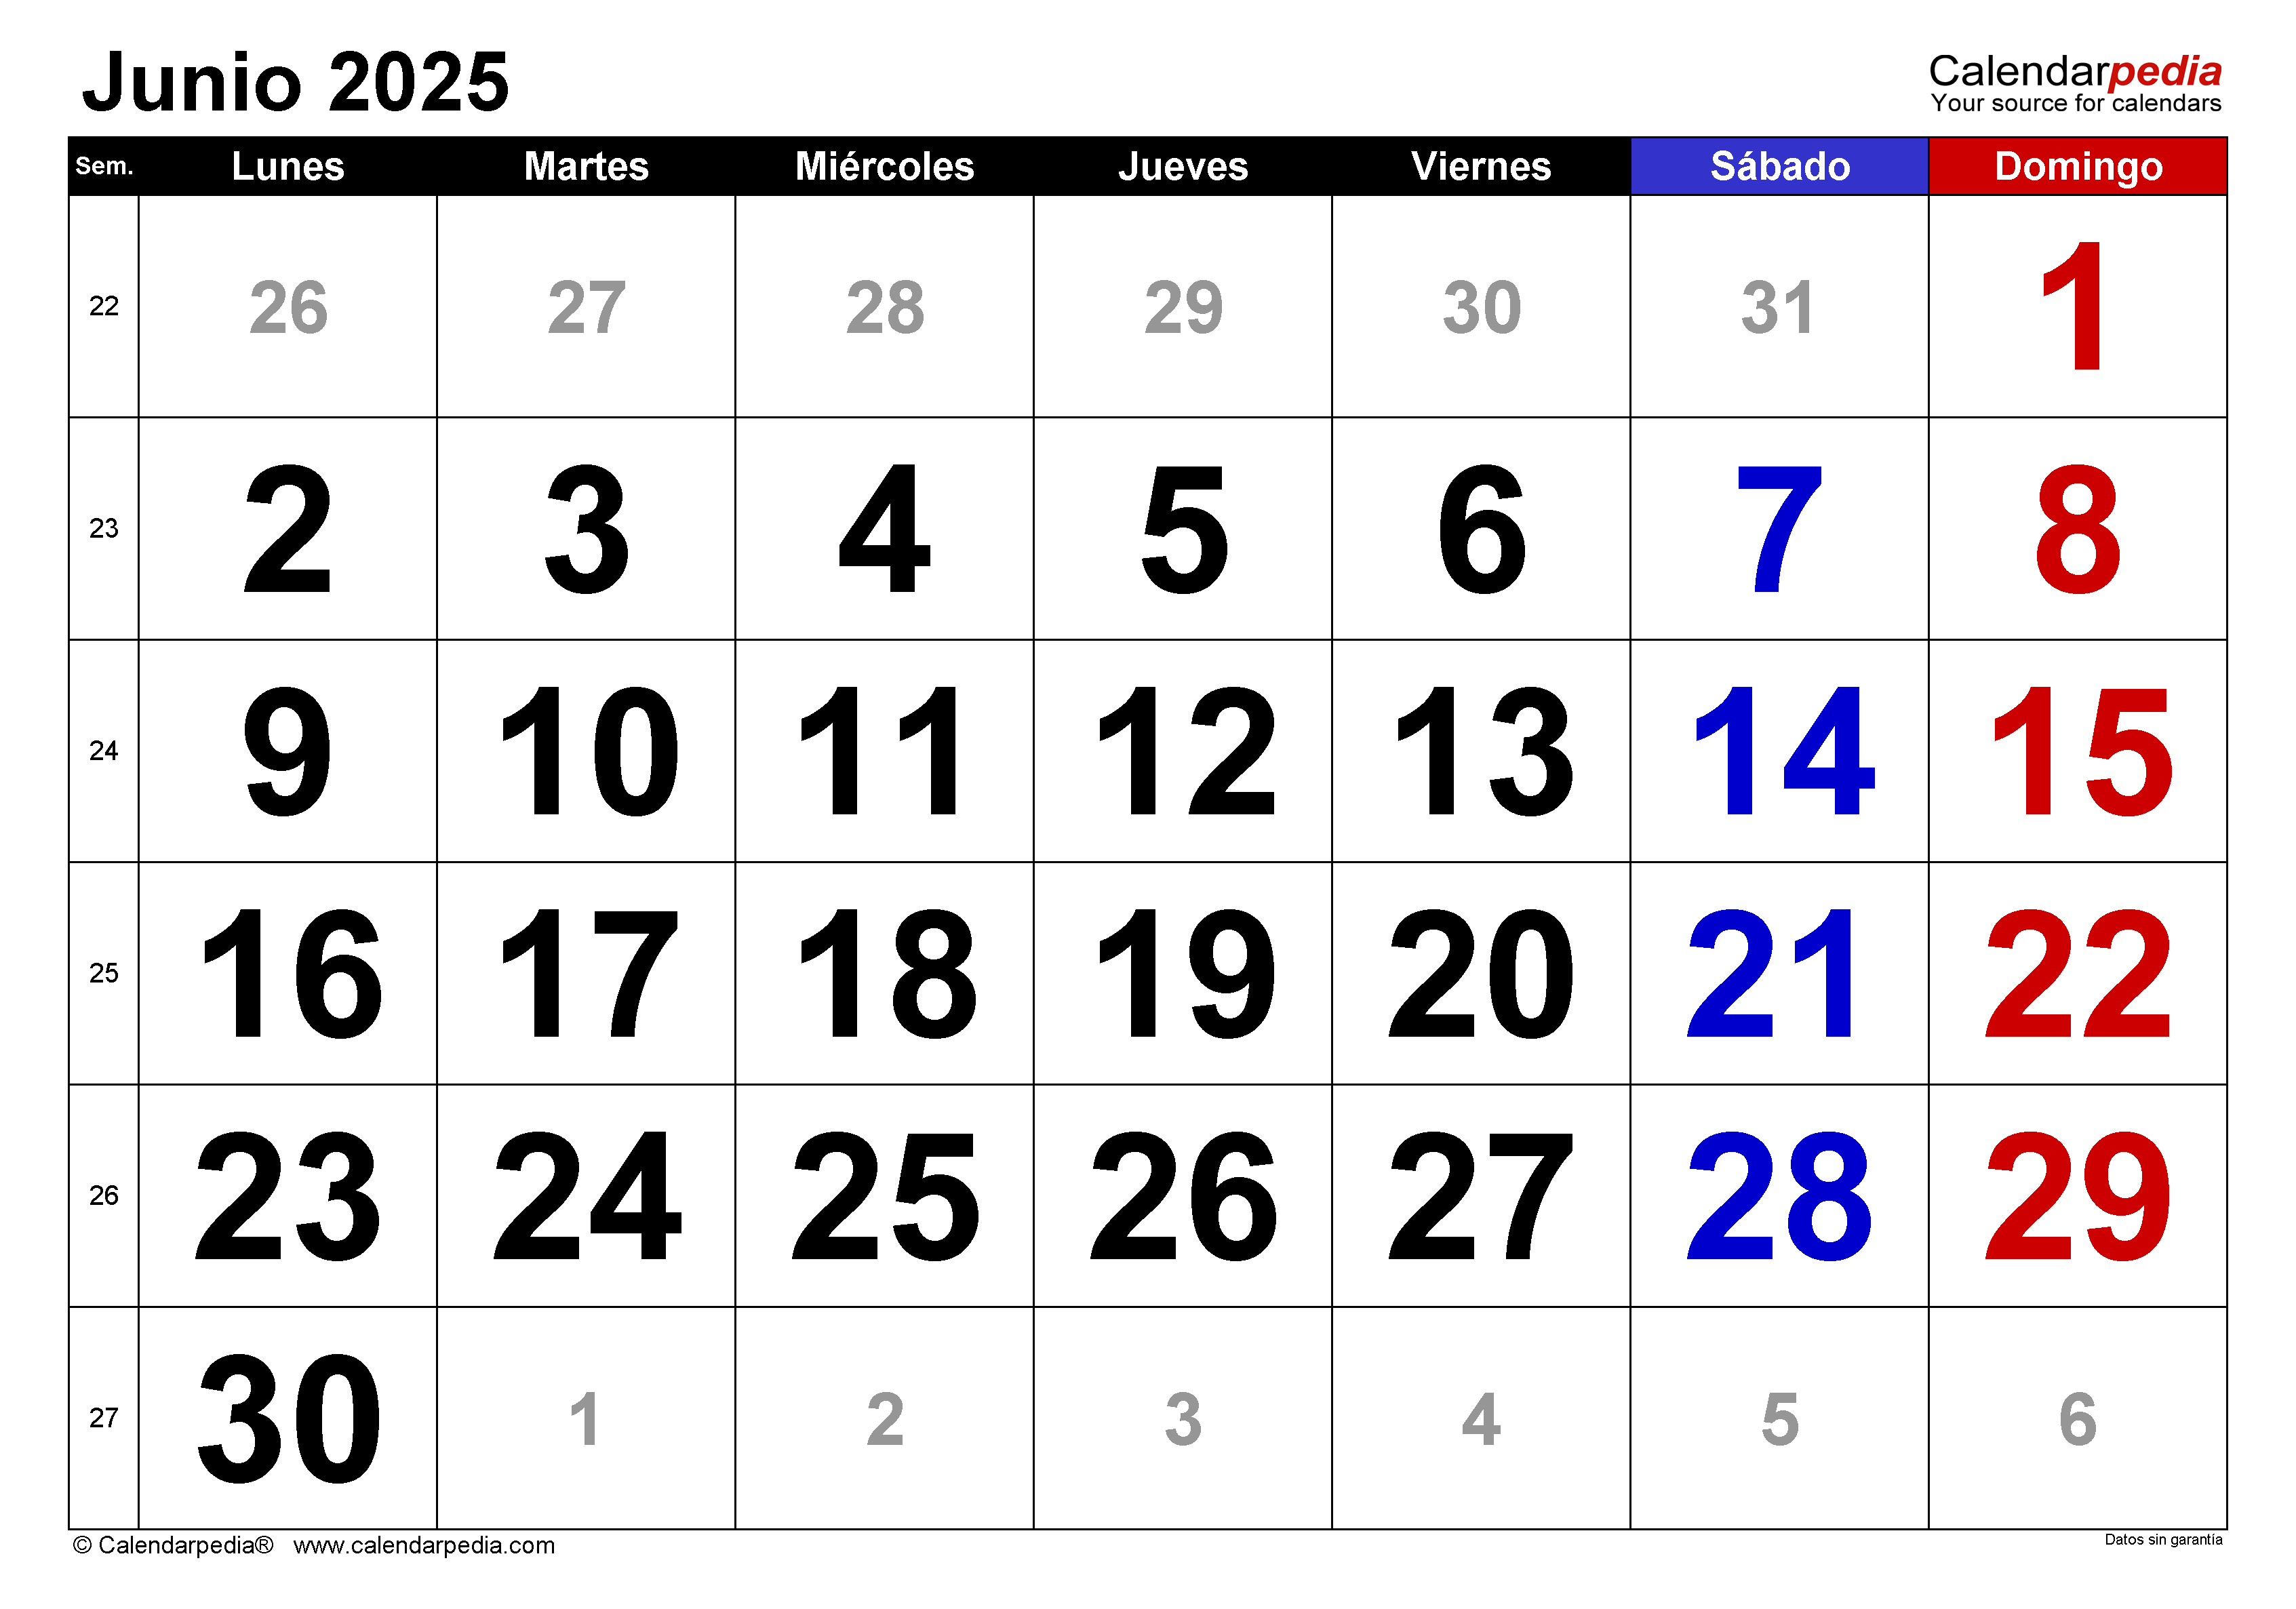 Junio 2025
Calendarpedia
Your source for calendars
Sem. Lunes Martes Miércoles Jueves Viernes Sábado Domingo
22 26 27 28 29 30 31 1
23 2 3 4 5 6 7 8
24 9 10 11 12 13 14 15
25 16 17 18 19 20 21 22
26 23 24 25 26 27 28 29
27 30 1 2 3 4 5 6
© Calendarpedia® www.calendarpedia.com
Datos sin garantía